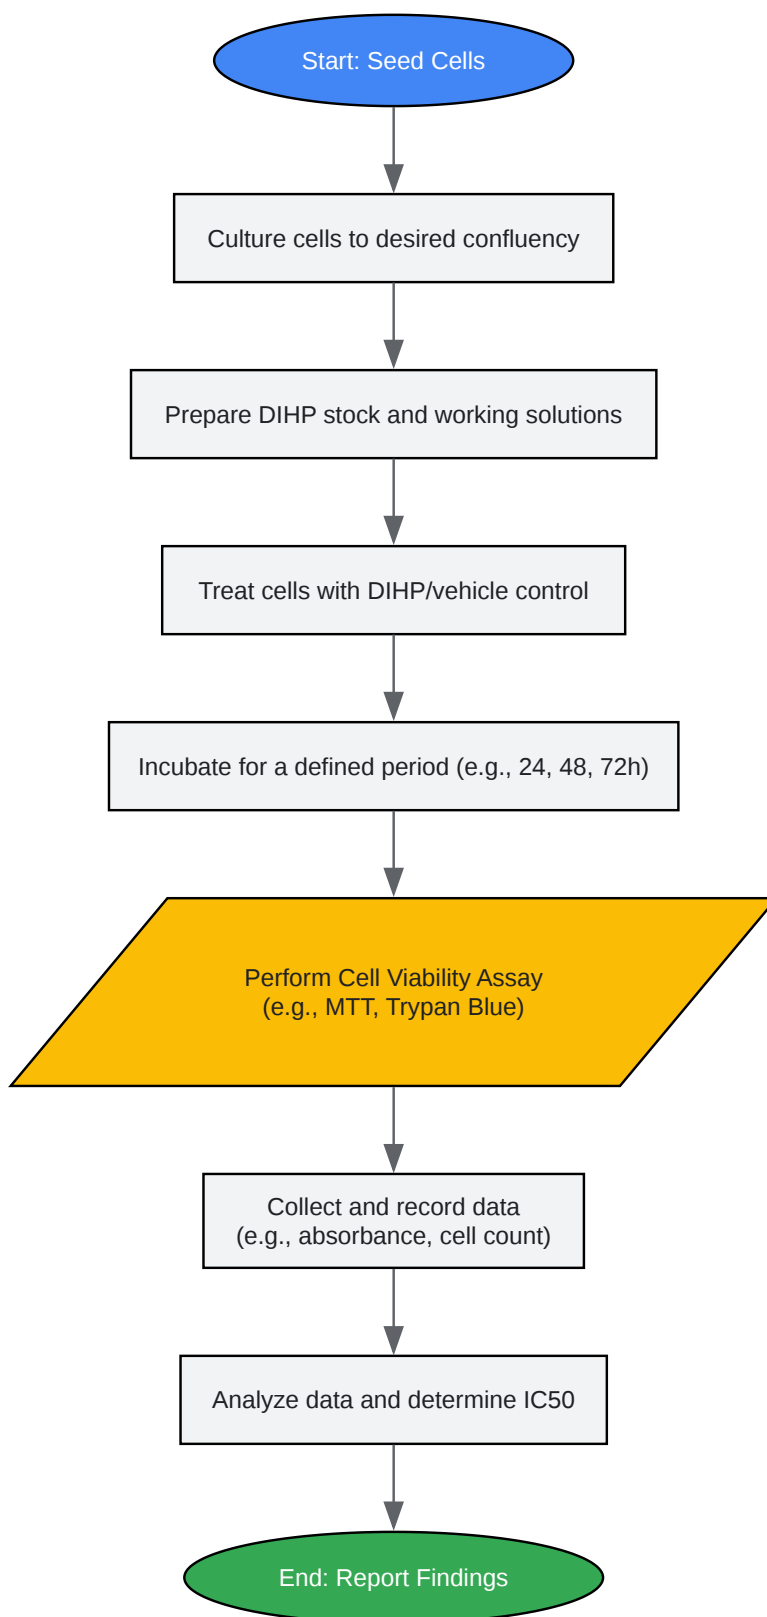 Start: Seed Cells
Culture cells to desired confluency
Prepare DIHP stock and working solutions
Treat cells with DIHP/vehicle control
Incubate for a defined period (e.g., 24, 48, 72h)
Perform Cell Viability Assay
(e.g., MTT, Trypan Blue)
Collect and record data
(e.g., absorbance, cell count)
Analyze data and determine IC50
End: Report Findings